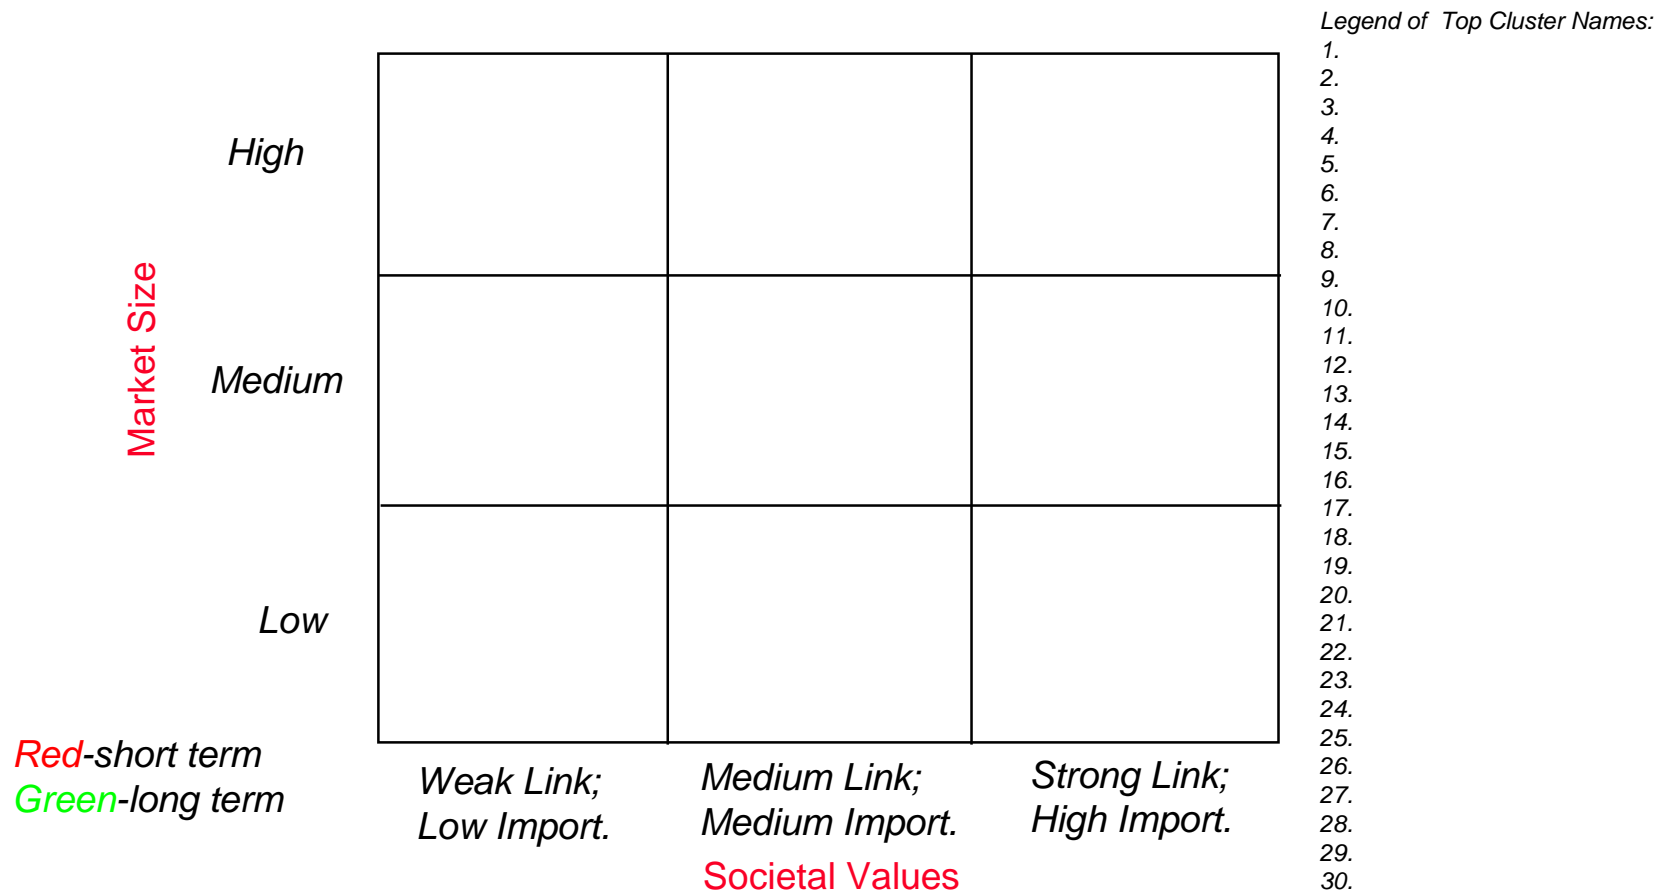 Legend of  Top Cluster Names:
1.
2.
3.
4.
5.
6.
7.
8.
9.
10.
11.
12.
13.
14.
15.
16.
17.
18.
19.
20.
21.
22.
23.
24.
25.
26.
27.
28.
29.
30.
High
Market Size
Medium
Low
Red-short term
Green-long term
Weak Link;
Low Import.
Medium Link;
Medium Import.
Strong Link;
High Import.
Societal Values